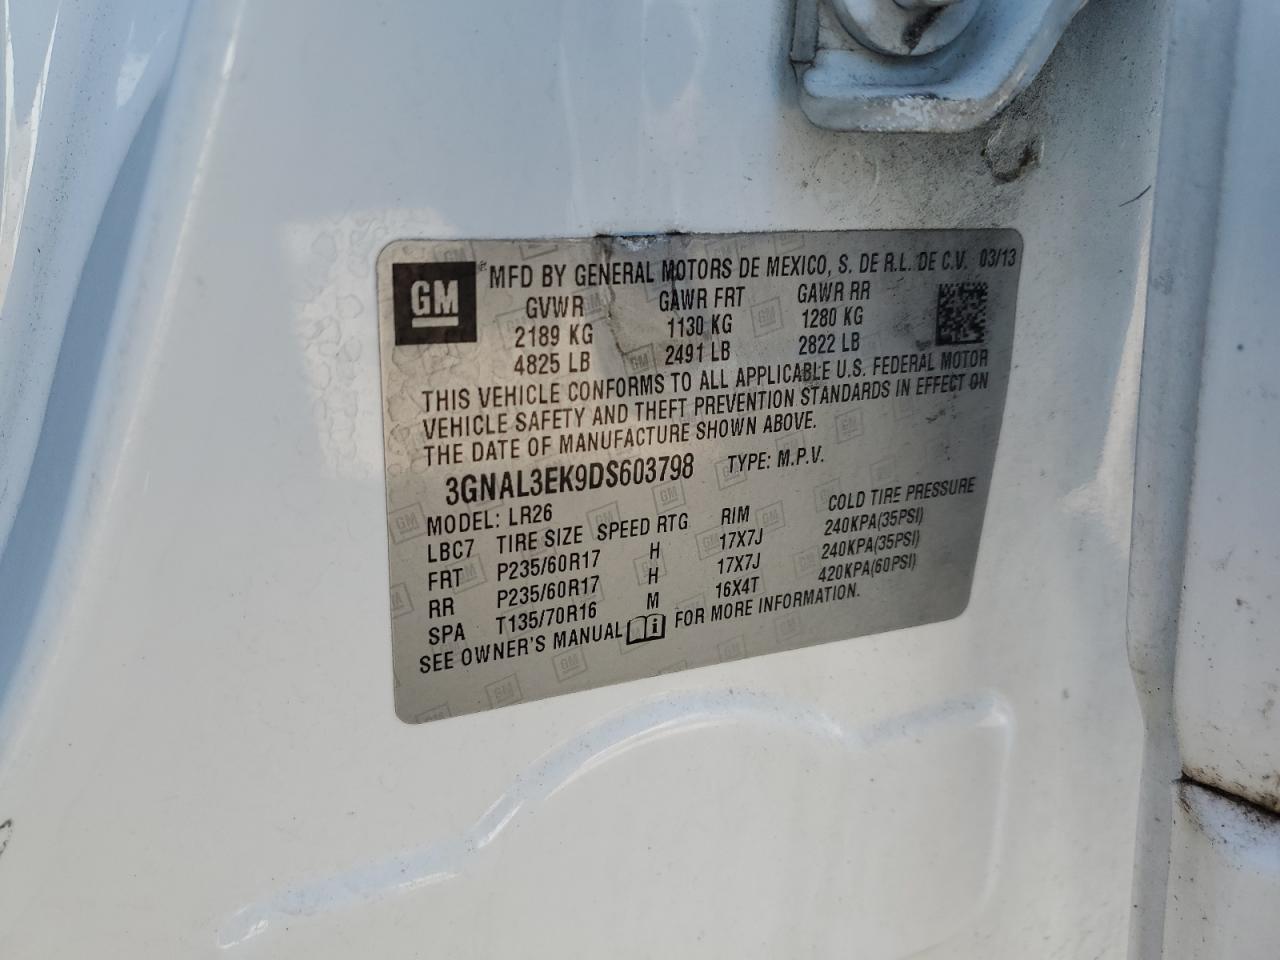 GM
MFD BY GENERAL MOTORS DE MEXICO, S. DE R.L. DE C.V. 03/13
GVWR GAWR FRT GAWR RR
2189 KG 1130 KG 1280 KG
4825 LB 2491 LB 2822 LB
THIS VEHICLE CONFORMS TO ALL APPLICABLE U.S. FEDERAL MOTOR
VEHICLE SAFETY AND THEFT PREVENTION STANDARDS IN EFFECT ON
THE DATE OF MANUFACTURE SHOWN ABOVE.
3GNAL3EK9DS603798 TYPE: M.P.V.
MODEL: LR26
LBC7 TIRE SIZE SPEED RTG RIM COLD TIRE PRESSURE
FRT P235/60R17 H 17X7J 240KPA(35PSI)
RR P235/60R17 H 17X7J 240KPA(35PSI)
SPA T135/70R16 M 16X4T 420KPA(60PSI)
SEE OWNER'S MANUAL FOR MORE INFORMATION.